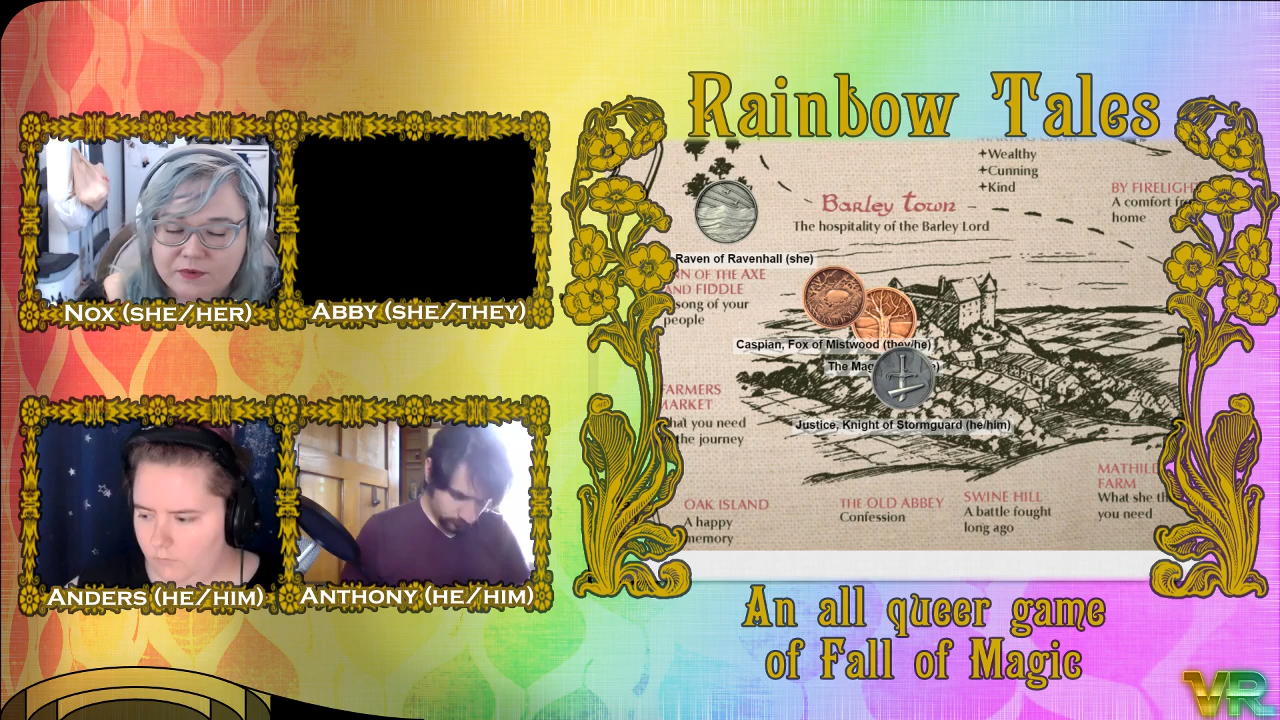 Rainbow Tales
Wealthy
Cunning
Kind
Barley Town
The hospitality of the Barley Lord
BY FIRELIGH
A comfort
home
Raven of Ravenhall (she)
OF THE AXE
AND FIDDLE
song of your
people
Caspian, Fox of Mistwood (they/he)
The Mag
FARMERS
MARKET
what you need
the journey
Justice, Knight of Stormguard (he/him)
OAK ISLAND
A happy
memory
THE OLD ABBEY
Confession
SWINE HILL
A battle fought
long ago
MATHILD
FARM
What she th
you need
NOX (SHE/HER)
ABBY (SHE/THEY)
ANDERS (HE/HIM)
ANTHONY (HE/HIM)
An all queer game
of Fall of Magic
VR